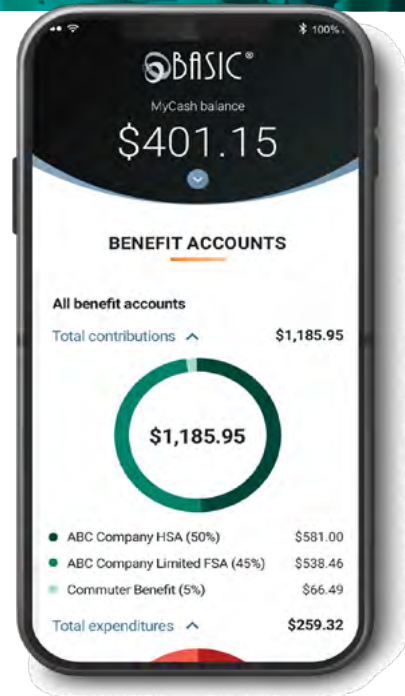 100%
BASIC®
MyCash balance
$401.15
BENEFIT ACCOUNTS
All benefit accounts
Total contributions $1,185.95
$1,185.95
ABC Company HSA (50%) $581.00
ABC Company Limited FSA (45%) $538.46
Commuter Benefit (5%) $66.49
Total expenditures $259.32